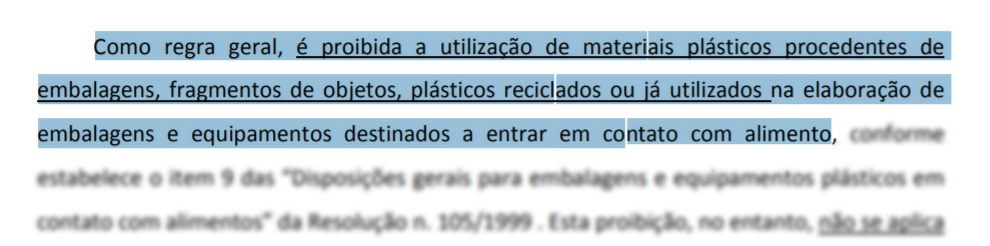 Como regra geral, é proibida a utilização de materiais plásticos procedentes de
embalagens, fragmentos de objetos, plásticos reciclados ou já utilizados na elaboração de
embalagens e equipamentos destinados a entrar em contato com alimento, conforme
estabelece o item 9 das "Disposições gerais para embalagens e equipamentos plásticos em
contato com alimentos" da Resolução n. 105/1999 . Esta proibição, no entanto, não se aplica